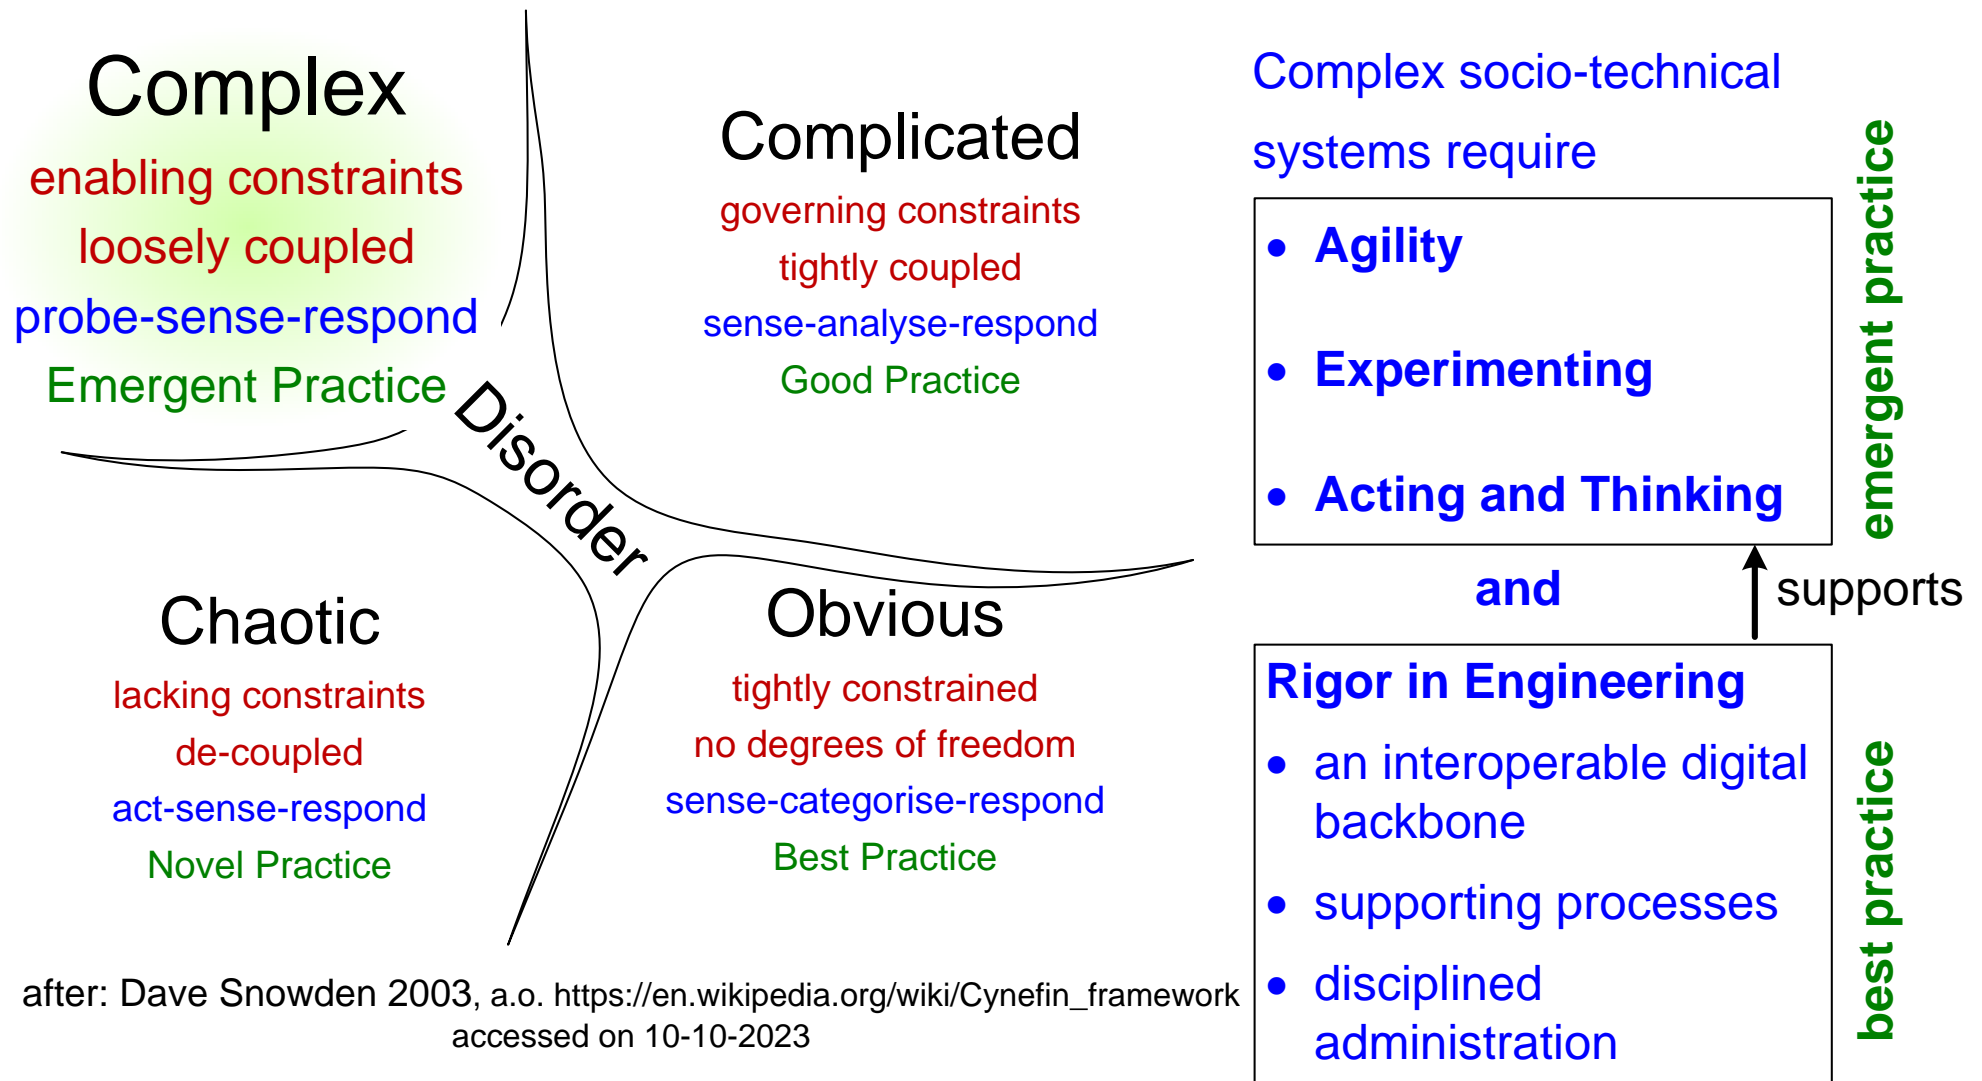 Complex
enabling constraints
loosely coupled
probe-sense-respond
Emergent Practice
Complicated
governing constraints
tightly coupled
sense-analyse-respond
Good Practice
Disorder
Chaotic
lacking constraints
de-coupled
act-sense-respond
Novel Practice
Obvious
tightly constrained
no degrees of freedom
sense-categorise-respond
Best Practice
after: Dave Snowden 2003, a.o. https://en.wikipedia.org/wiki/Cynefin_framework
accessed on 10-10-2023
Complex socio-technical
systems require
• Agility
• Experimenting
• Acting and Thinking
emergent practice
and
supports
Rigor in Engineering
• an interoperable digital
backbone
• supporting processes
• disciplined
administration
best practice